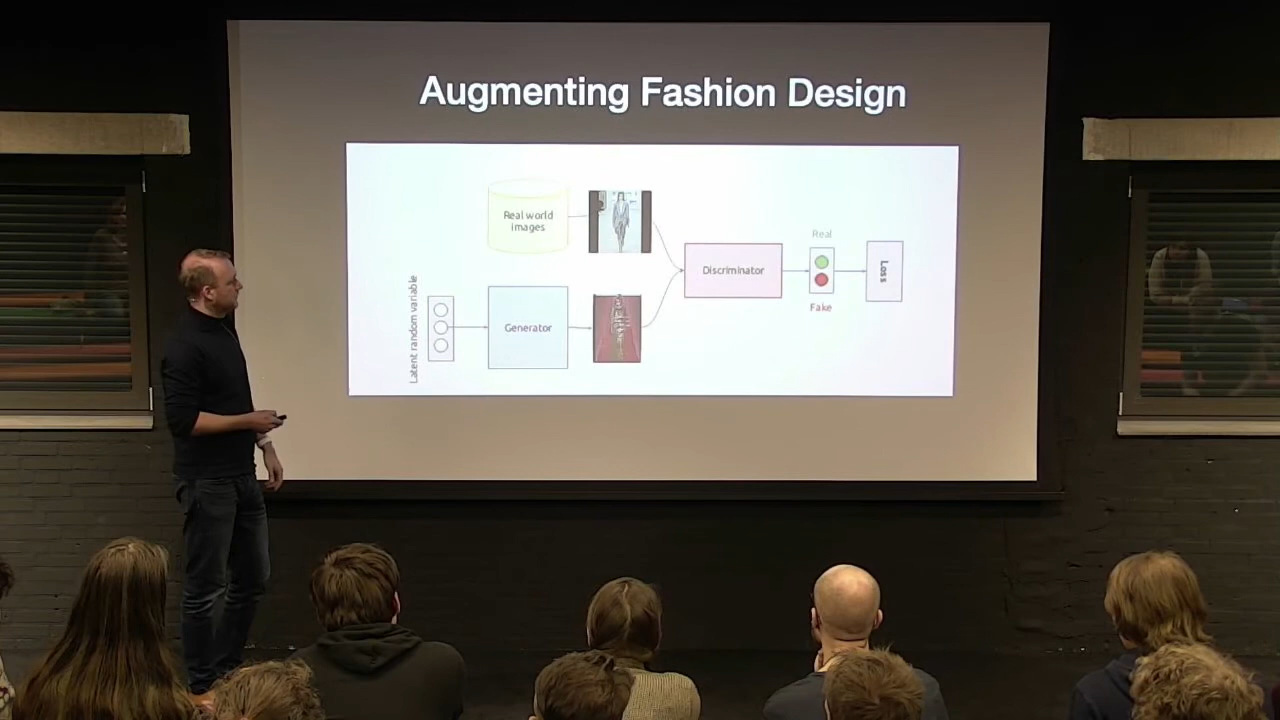 Augmenting Fashion Design
Real world
images
Latent random variable
Generator
Discriminator
Real
Fake
Loss